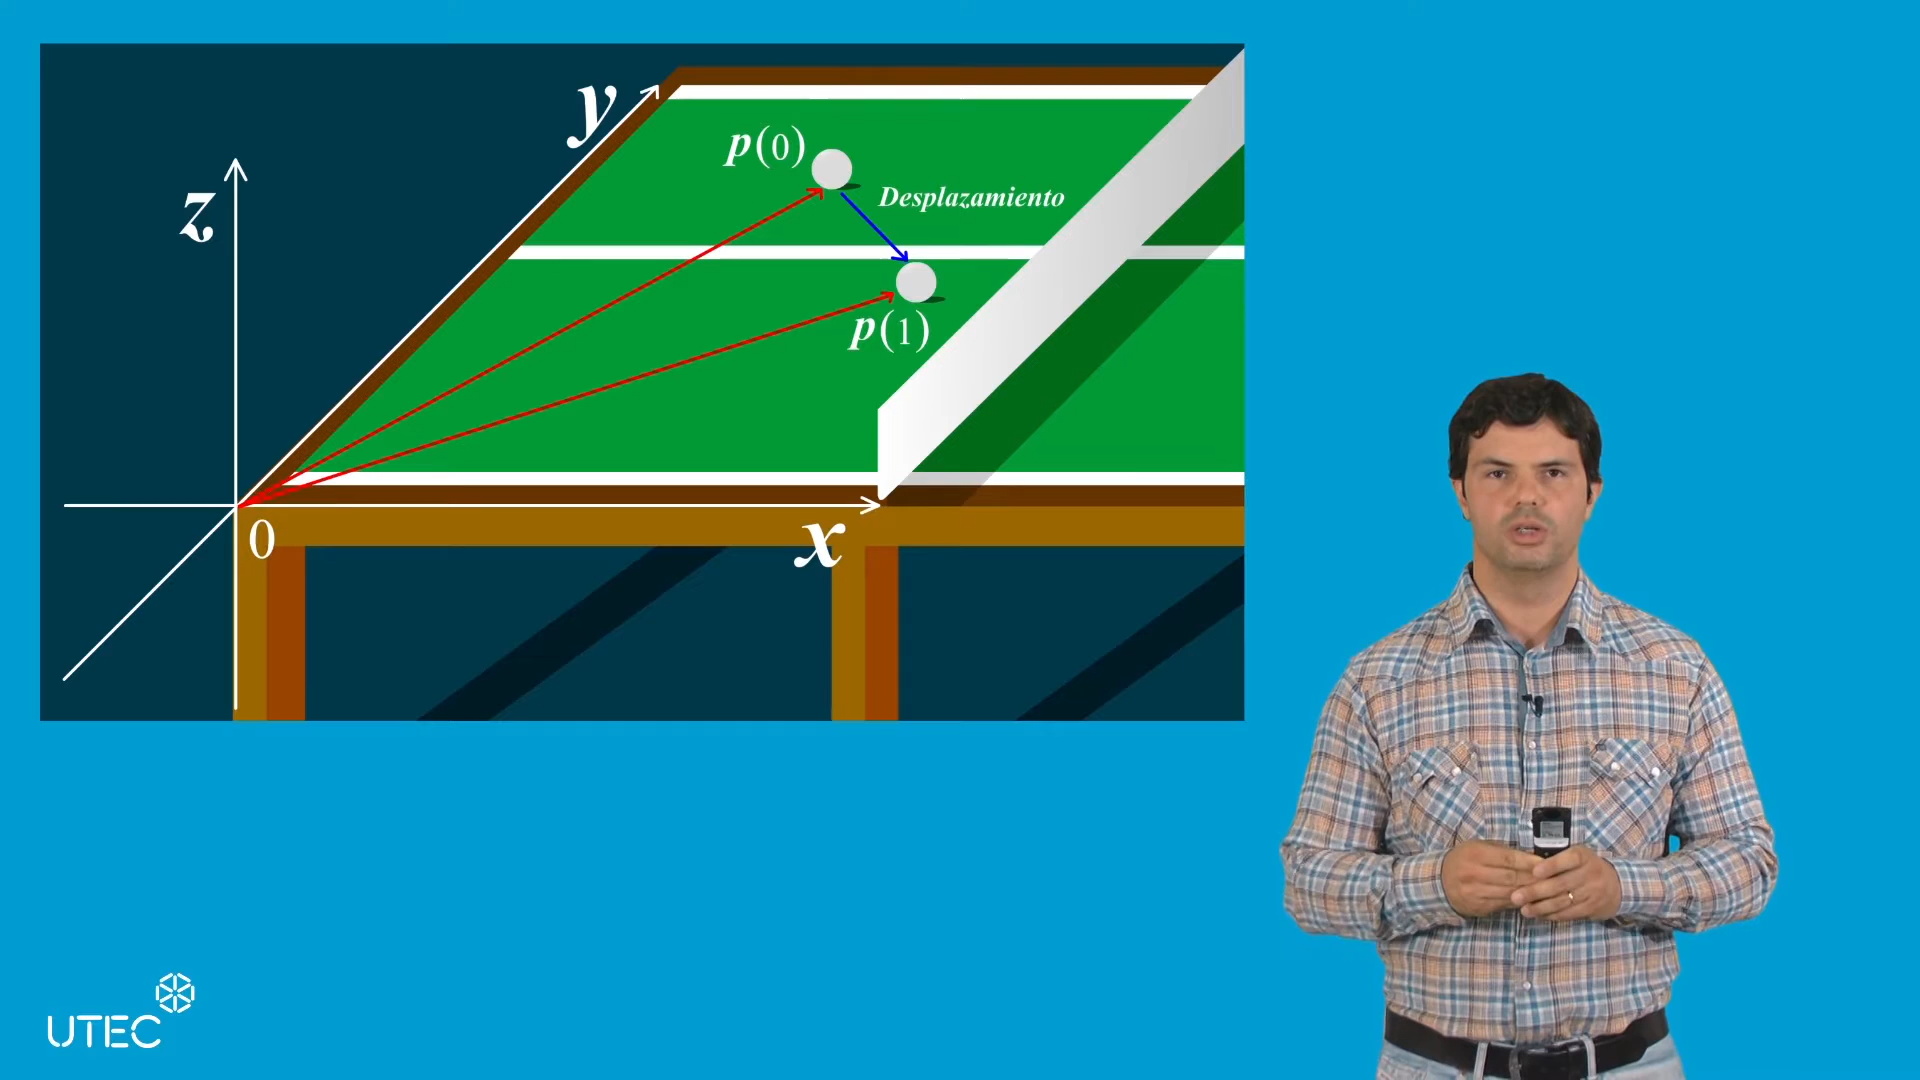 y
p(0)
z
Desplazamiento
p(1)
0
x
UTEC